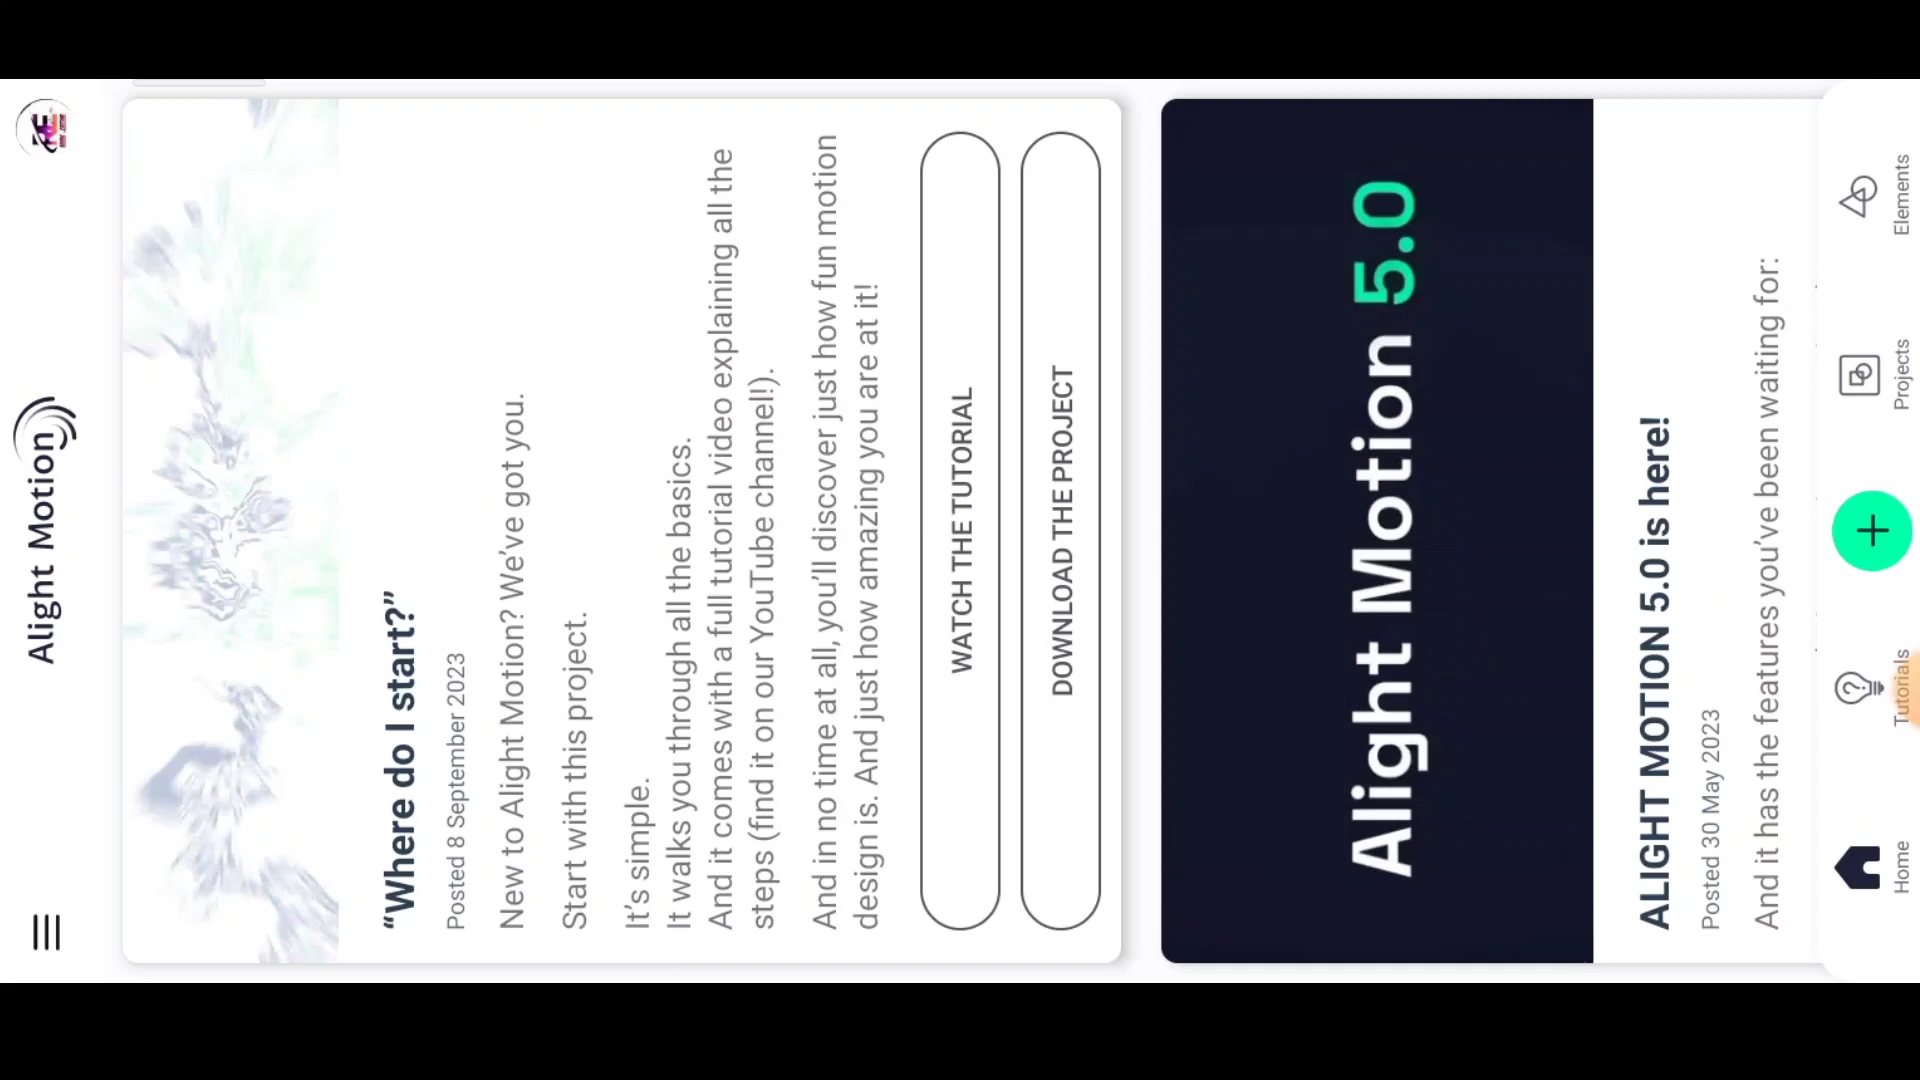 Alight Motion
“Where do I start?”
Posted 8 September 2023
New to Alight Motion? We’ve got you.
Start with this project.
It’s simple.
It walks you through all the basics.
And it comes with a full tutorial video explaining all the
steps (find it on our YouTube channel!).
And in no time at all, you’ll discover just how fun motion
design is. And just how amazing you are at it!
WATCH THE TUTORIAL
DOWNLOAD THE PROJECT
Alight Motion 5.0
ALIGHT MOTION 5.0 is here!
Posted 30 May 2023
And it has the features you’ve been waiting for:
Home
Tutorials
Projects
Elements